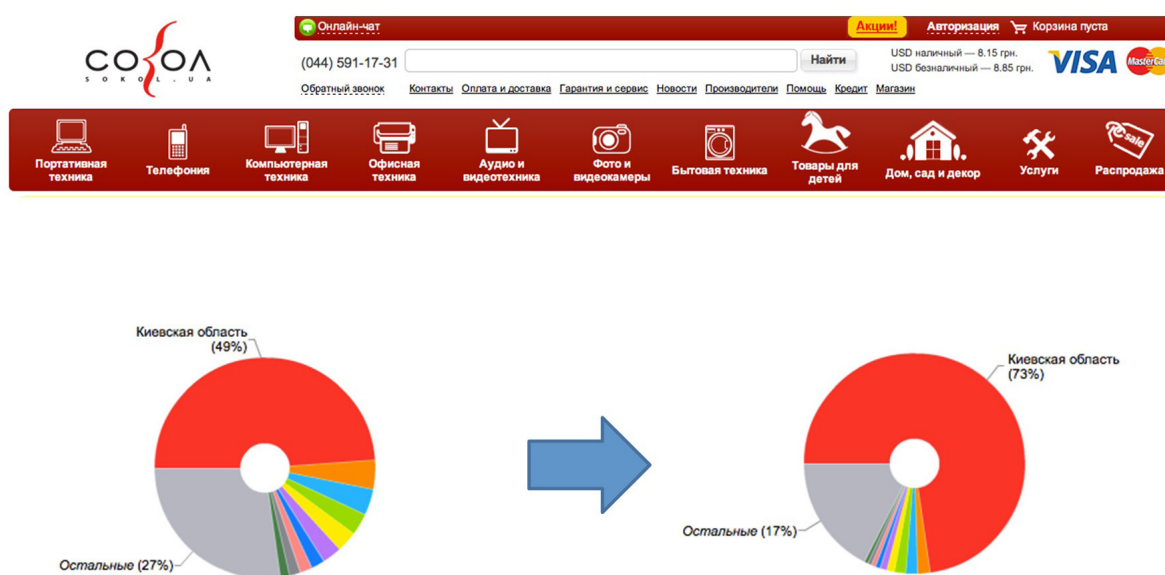 СОКОЛ
SOKOL.UA
Онлайн-чат
Акции!
Авторизация
Корзина пуста
(044) 591-17-31
Найти
USD наличный — 8.15 грн.
USD безналичный — 8.85 грн.
VISA
MasterCar
Обратный звонок
Контакты Оплата и доставка Гарантия и сервис Новости Производители Помощь Кредит Магазин
Портативная
техника
Телефония
Компьютерная
техника
Офисная
техника
Аудио и
видеотехника
Фото и
видеокамеры
Бытовая техника
Товары для
детей
Дом, сад и декор
Услуги
sale
Распродажа
Киевская область
(49%)
Остальные (27%)
Киевская область
(73%)
Остальные (17%)